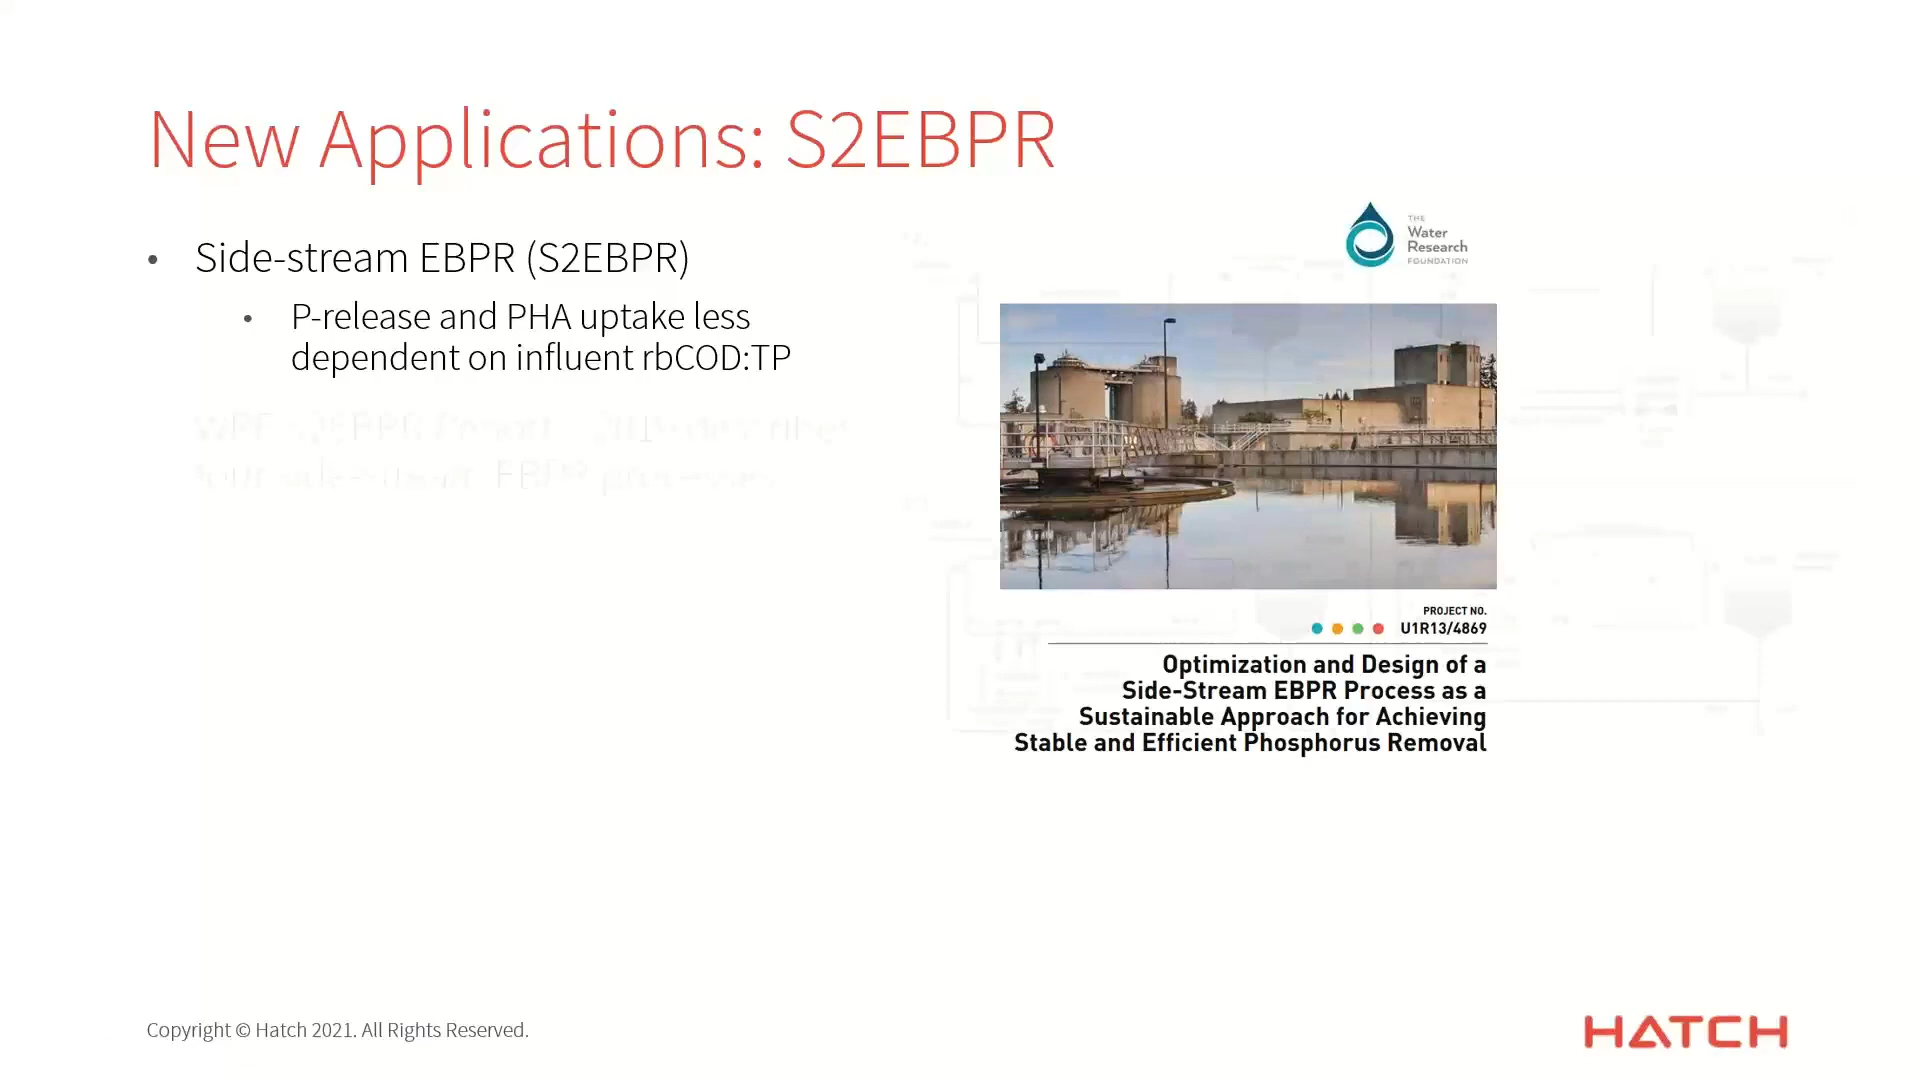 New Applications: S2EBPR
• Side-stream EBPR (S2EBPR)
• P-release and PHA uptake less
dependent on influent rbCOD:TP
THE
Water
Research
FOUNDATION
PROJECT NO.
U1R13/4869
Optimization and Design of a
Side-Stream EBPR Process as a
Sustainable Approach for Achieving
Stable and Efficient Phosphorus Removal
Copyright © Hatch 2021. All Rights Reserved.
HATCH